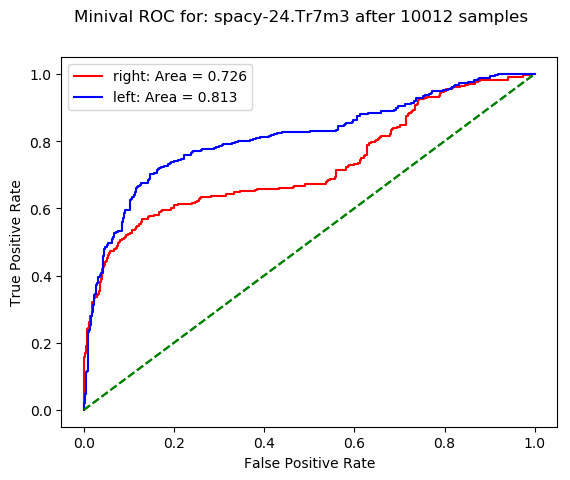 Minival ROC for: spacy-24.Tr7m3 after 10012 samples
right: Area = 0.726
left: Area = 0.813
1.0
0.8
0.6
0.4
0.2
0.0
True Positive Rate
0.0 0.2 0.4 0.6 0.8 1.0
False Positive Rate